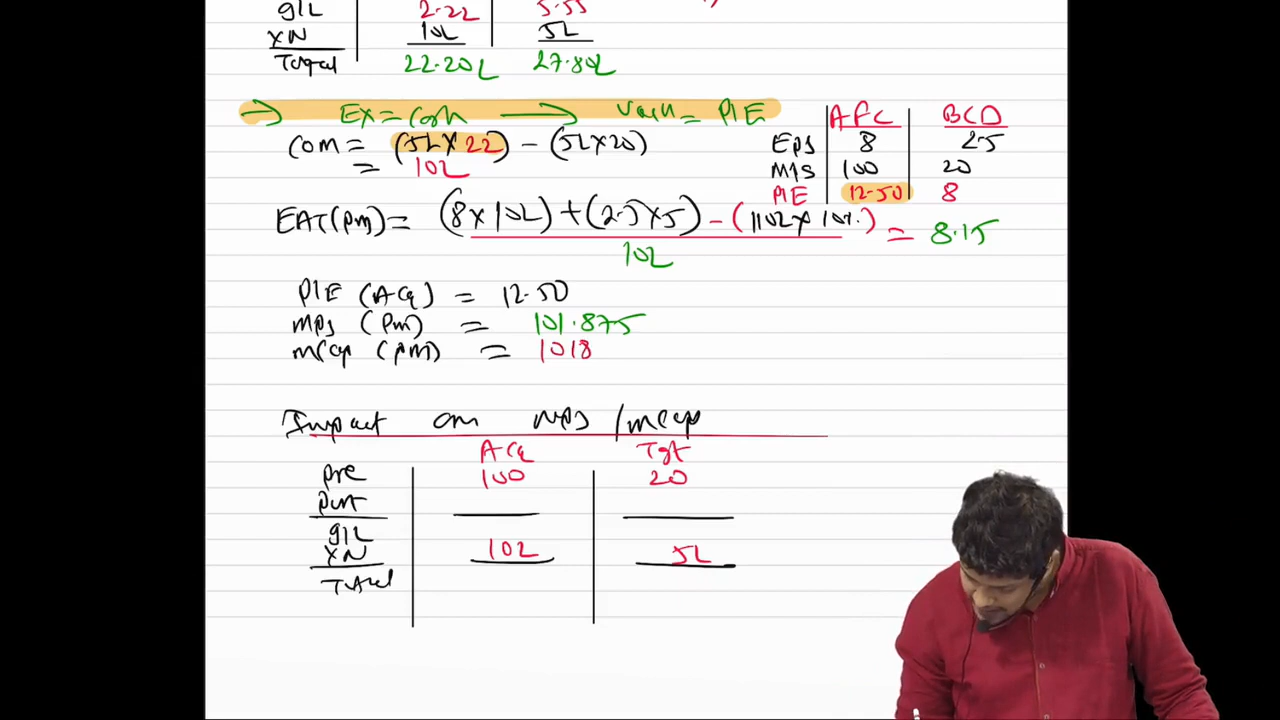 g/L 2.22 5.55
XN 10L 5L
Total 22.20L 27.80L
→ Ex = Cash → Valn = P/E
AFC BCD
Com = (5L × 22) - (5L × 20)
EPS 8 2.5
= 10L
MPS 100 20
P/E 12.50 8
EAT (PM) = (8 × 10L) + (2.5 × 5) - (110L × 10%) = 8.15
10L
P/E (Acq) = 12.50
MPS (PM) = 101.875
MCap (PM) = 1018
Impact on MPS / MCap
Acq Tgt
Pre 100 20
Post
g/L
XN 10L 5L
Total